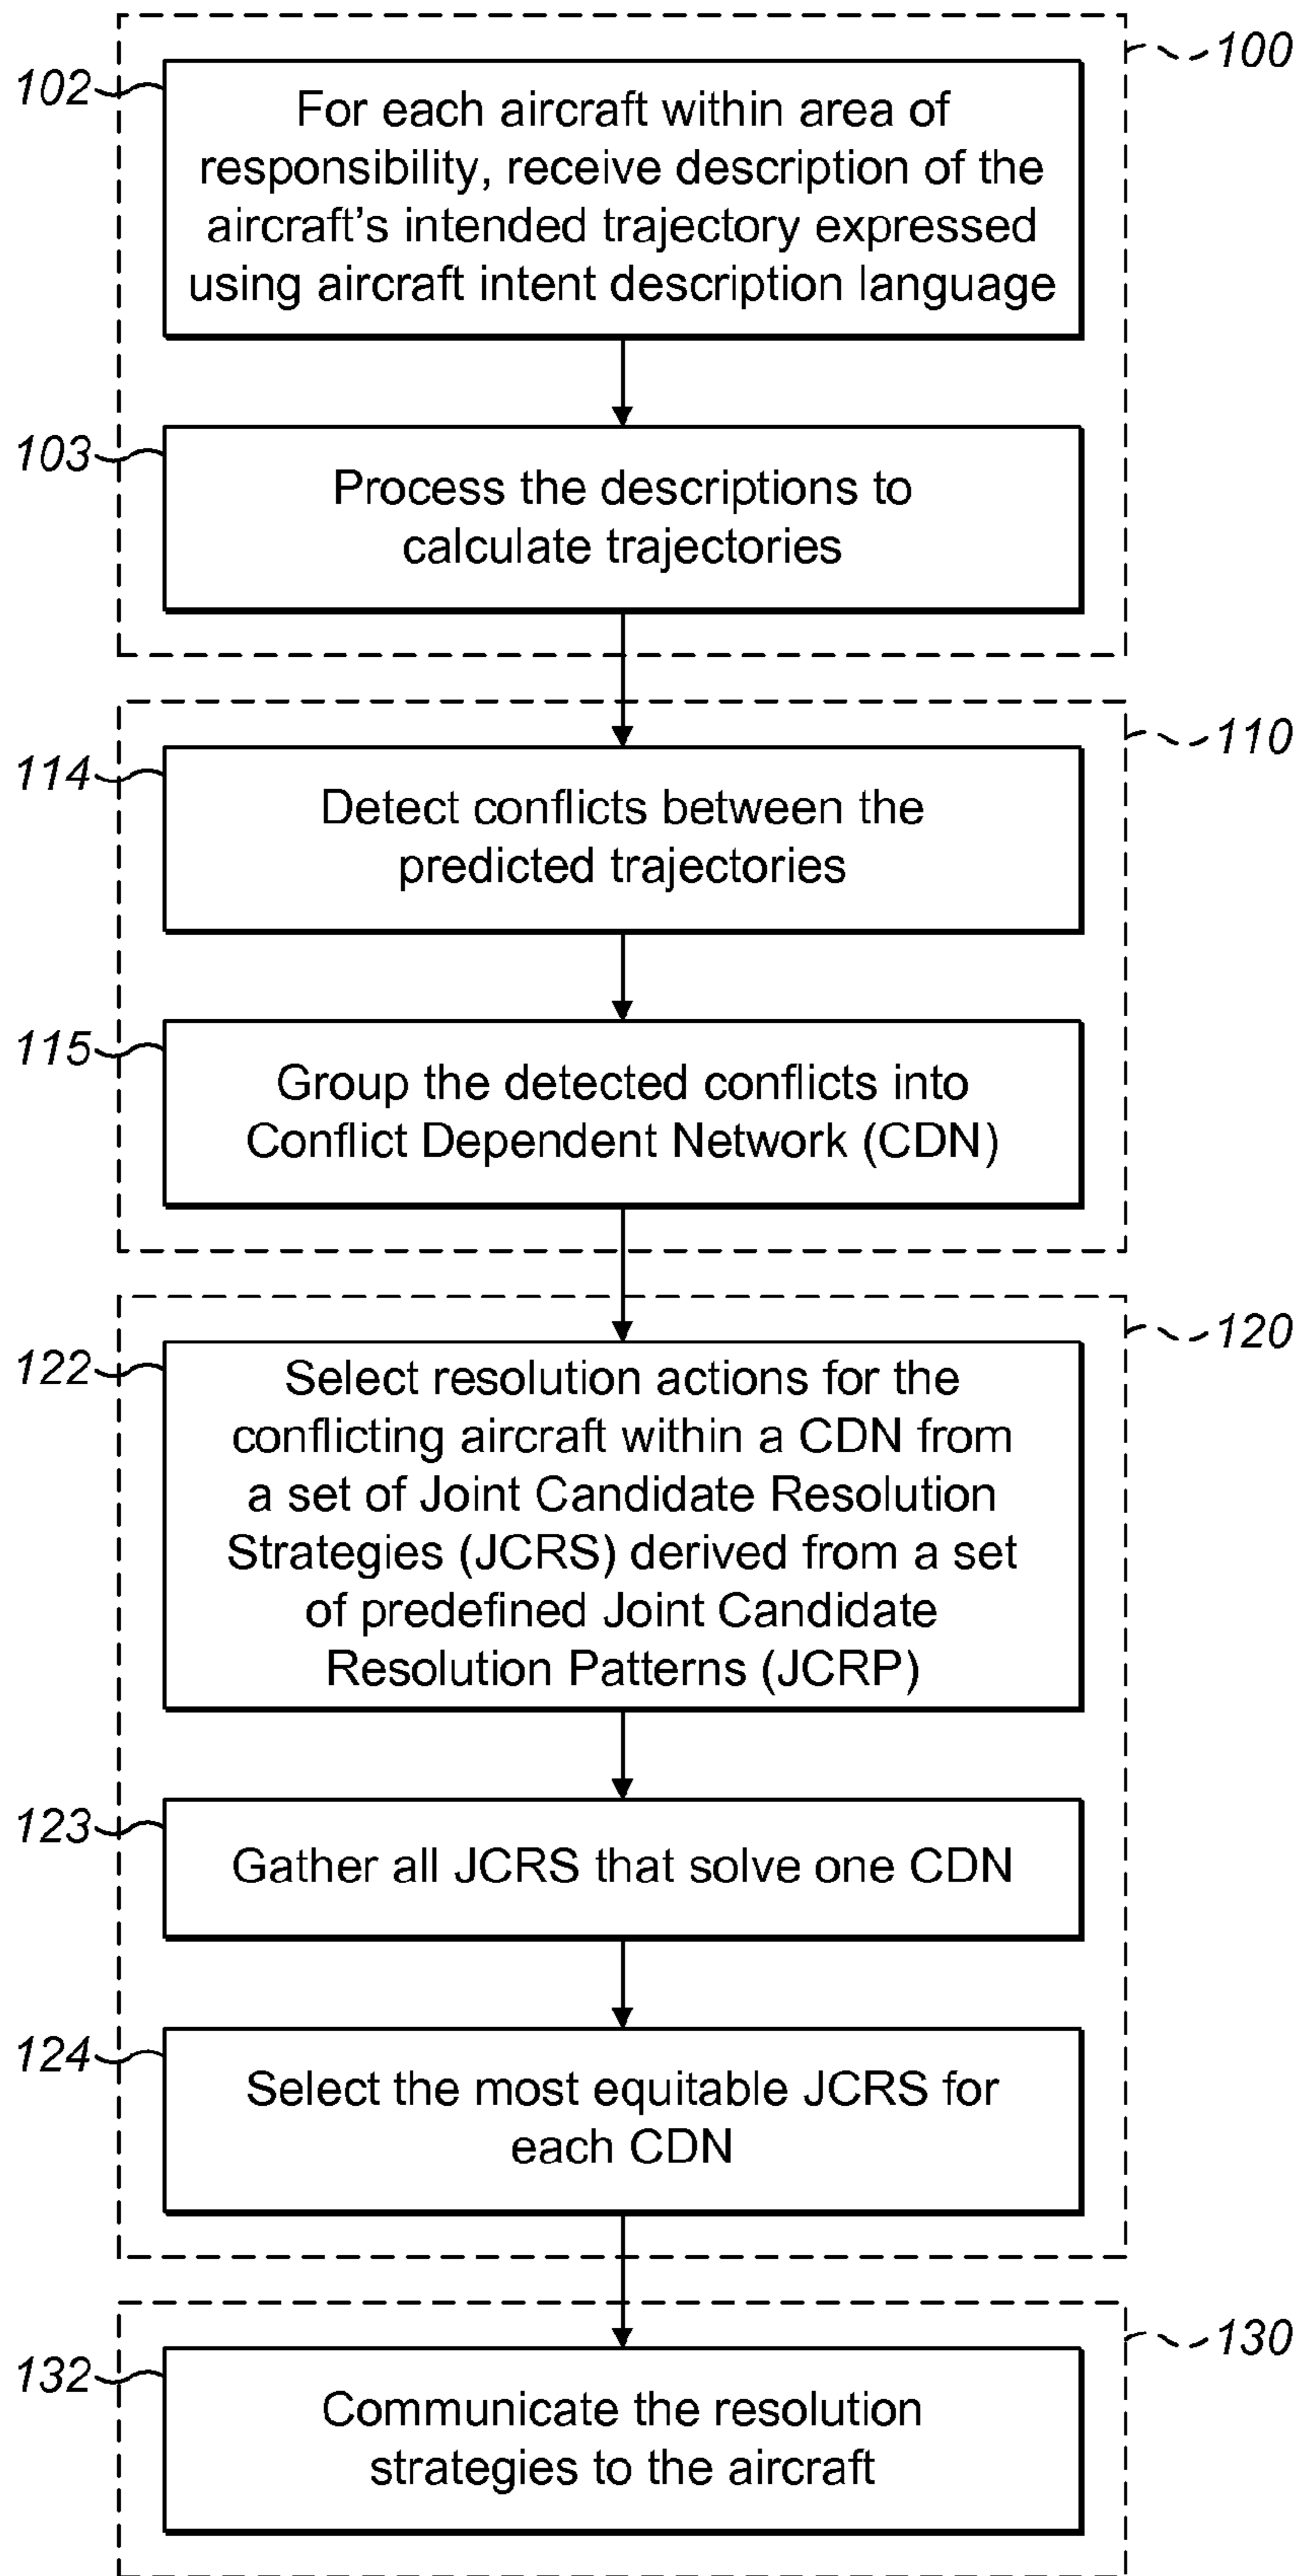 100
102
For each aircraft within area of
responsibility, receive description of the
aircraft's intended trajectory expressed
using aircraft intent description language
103
Process the descriptions to
calculate trajectories
110
114
Detect conflicts between the
predicted trajectories
115
Group the detected conflicts into
Conflict Dependent Network (CDN)
120
122
Select resolution actions for the
conflicting aircraft within a CDN from
a set of Joint Candidate Resolution
Strategies (JCRS) derived from a set
of predefined Joint Candidate
Resolution Patterns (JCRP)
123
Gather all JCRS that solve one CDN
124
Select the most equitable JCRS for
each CDN
130
132
Communicate the resolution
strategies to the aircraft